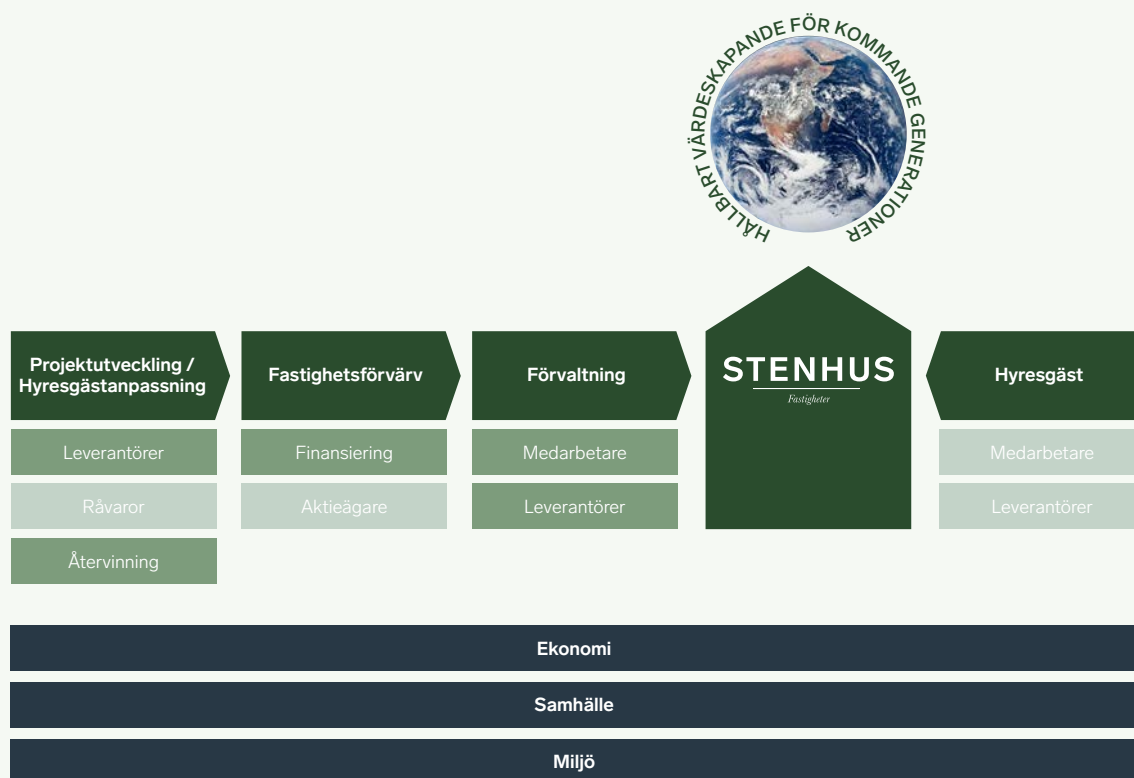 HÅLLBART VÄRDESKAPANDE FÖR KOMMANDE GENERATIONER
Projektutveckling /
Hyresgästanpassning
Fastighetsförvärv
Förvaltning
STENHUS
Fastigheter
Hyresgäst
Leverantörer
Finansiering
Medarbetare
Medarbetare
Råvaror
Aktieägare
Leverantörer
Leverantörer
Återvinning
Ekonomi
Samhälle
Miljö